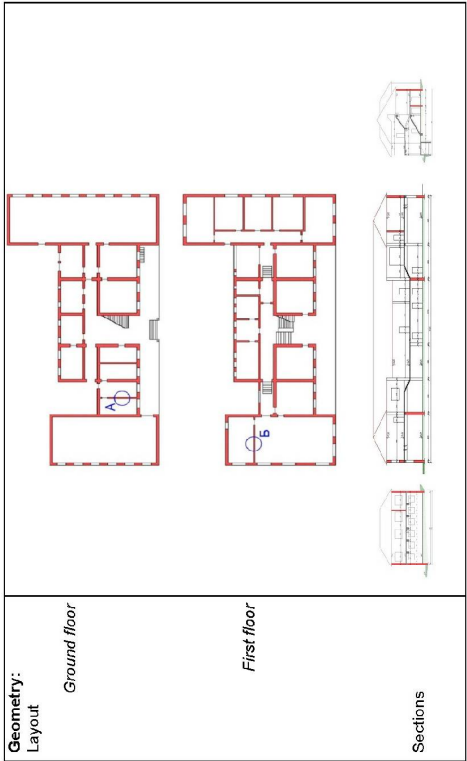 Geometry:
Layout
Ground floor
A
First floor
Б
Sections